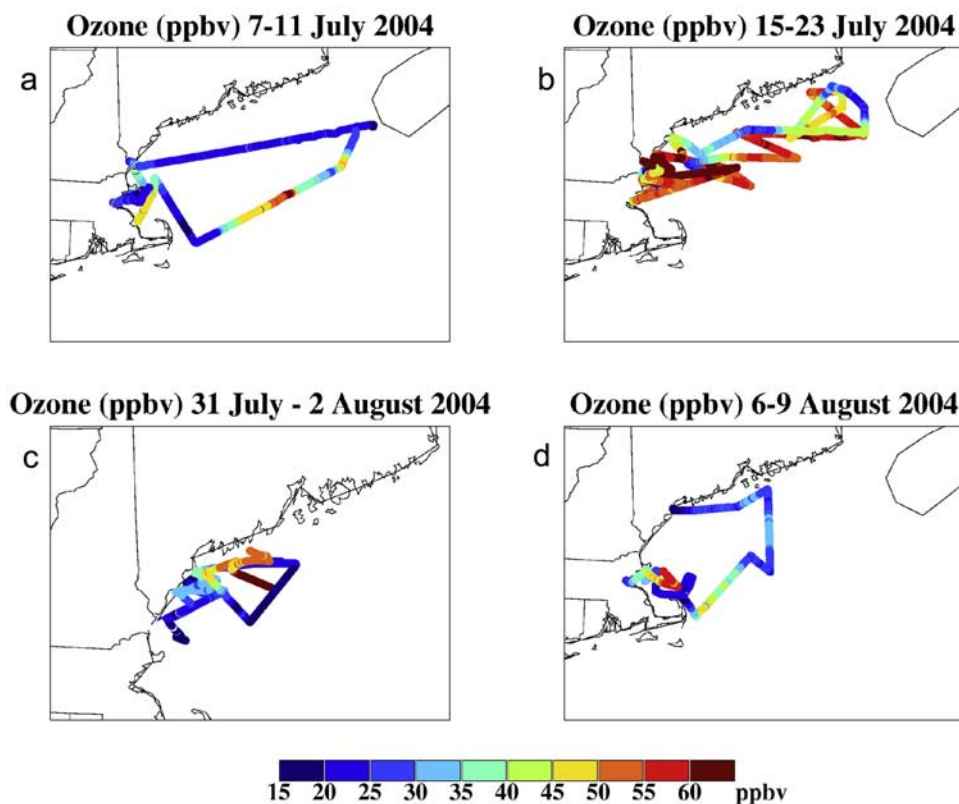 Ozone (ppbv) 7-11 July 2004
Ozone (ppbv) 15-23 July 2004
a
b
Ozone (ppbv) 31 July - 2 August 2004
Ozone (ppbv) 6-9 August 2004
c
d
15 20 25 30 35 40 45 50 55 60 ppbv